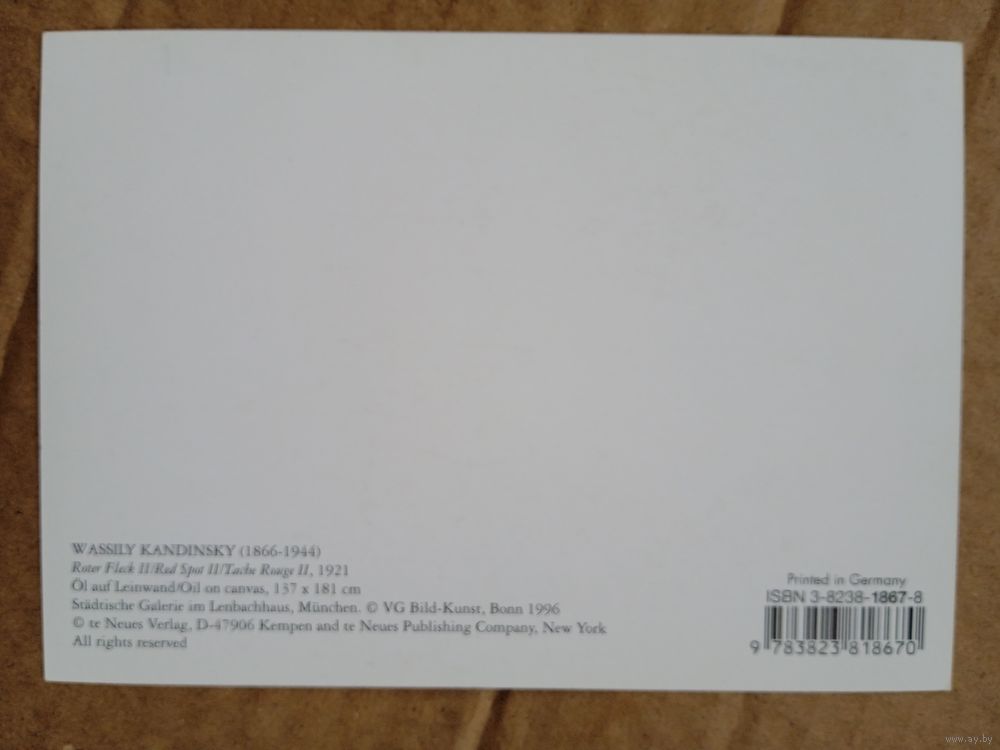 WASSILY KANDINSKY (1866-1944)
Roter Fleck II/Red Spot II/Tache Rouge II, 1921
Öl auf Leinwand/Oil on canvas, 137 x 181 cm
Städtische Galerie im Lenbachhaus, München. © VG Bild-Kunst, Bonn 1996
© te Neues Verlag, D-47906 Kempen and te Neues Publishing Company, New York
All rights reserved
Printed in Germany
ISBN 3-8238-1867-8
9 783823 818670
www.ay.by